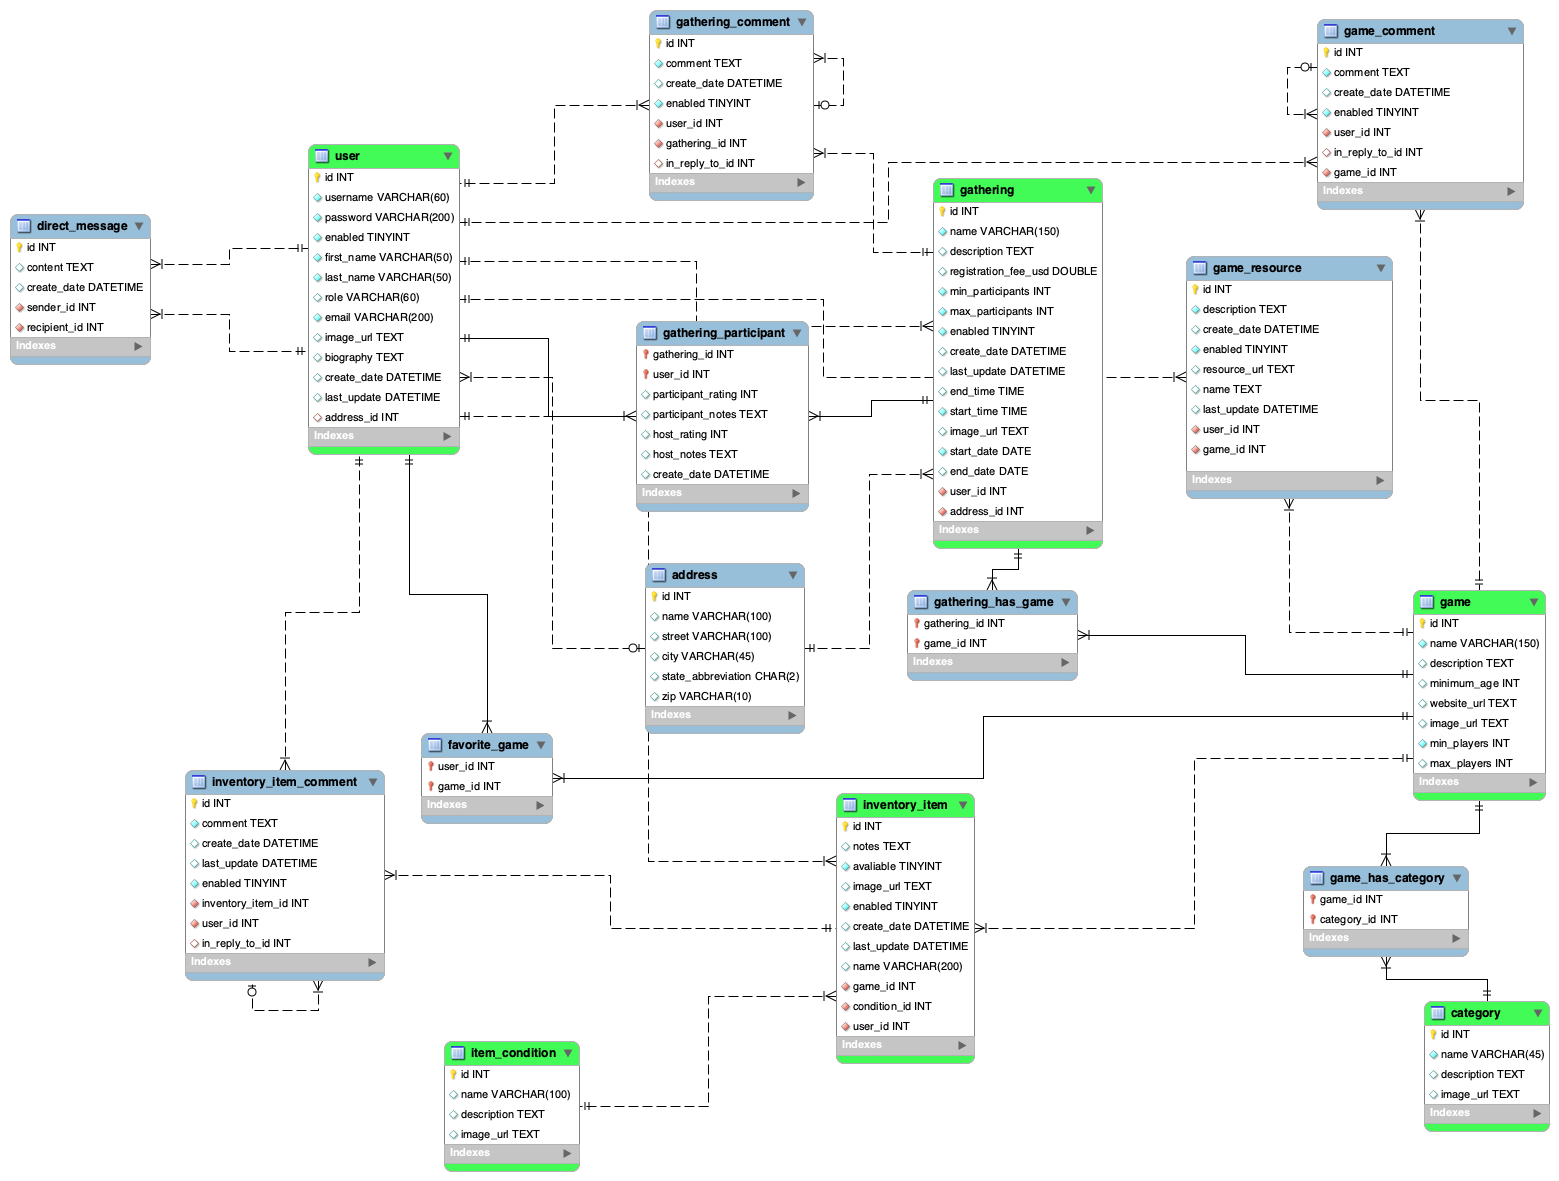 gathering_comment
id INT
comment TEXT
create_date DATETIME
enabled TINYINT
user_id INT
gathering_id INT
in_reply_to_id INT
Indexes
game_comment
id INT
comment TEXT
create_date DATETIME
enabled TINYINT
user_id INT
in_reply_to_id INT
game_id INT
Indexes
user
id INT
username VARCHAR(60)
password VARCHAR(200)
enabled TINYINT
first_name VARCHAR(50)
last_name VARCHAR(50)
role VARCHAR(60)
email VARCHAR(200)
image_url TEXT
biography TEXT
create_date DATETIME
last_update DATETIME
address_id INT
Indexes
gathering
id INT
name VARCHAR(150)
description TEXT
registration_fee_usd DOUBLE
min_participants INT
max_participants INT
enabled TINYINT
create_date DATETIME
last_update DATETIME
end_time TIME
start_time TIME
image_url TEXT
start_date DATE
end_date DATE
user_id INT
address_id INT
Indexes
direct_message
id INT
content TEXT
create_date DATETIME
sender_id INT
recipient_id INT
Indexes
game_resource
id INT
description TEXT
create_date DATETIME
enabled TINYINT
resource_url TEXT
name TEXT
last_update DATETIME
user_id INT
game_id INT
Indexes
gathering_participant
gathering_id INT
user_id INT
participant_rating INT
participant_notes TEXT
host_rating INT
host_notes TEXT
create_date DATETIME
Indexes
address
id INT
name VARCHAR(100)
street VARCHAR(100)
city VARCHAR(45)
state_abbreviation CHAR(2)
zip VARCHAR(10)
Indexes
gathering_has_game
gathering_id INT
game_id INT
Indexes
game
id INT
name VARCHAR(150)
description TEXT
minimum_age INT
website_url TEXT
image_url TEXT
min_players INT
max_players INT
Indexes
favorite_game
user_id INT
game_id INT
Indexes
inventory_item_comment
id INT
comment TEXT
create_date DATETIME
last_update DATETIME
enabled TINYINT
inventory_item_id INT
user_id INT
in_reply_to_id INT
Indexes
inventory_item
id INT
notes TEXT
avaliable TINYINT
image_url TEXT
enabled TINYINT
create_date DATETIME
last_update DATETIME
name VARCHAR(200)
game_id INT
condition_id INT
user_id INT
Indexes
game_has_category
game_id INT
category_id INT
Indexes
category
id INT
name VARCHAR(45)
description TEXT
image_url TEXT
Indexes
item_condition
id INT
name VARCHAR(100)
description TEXT
image_url TEXT
Indexes